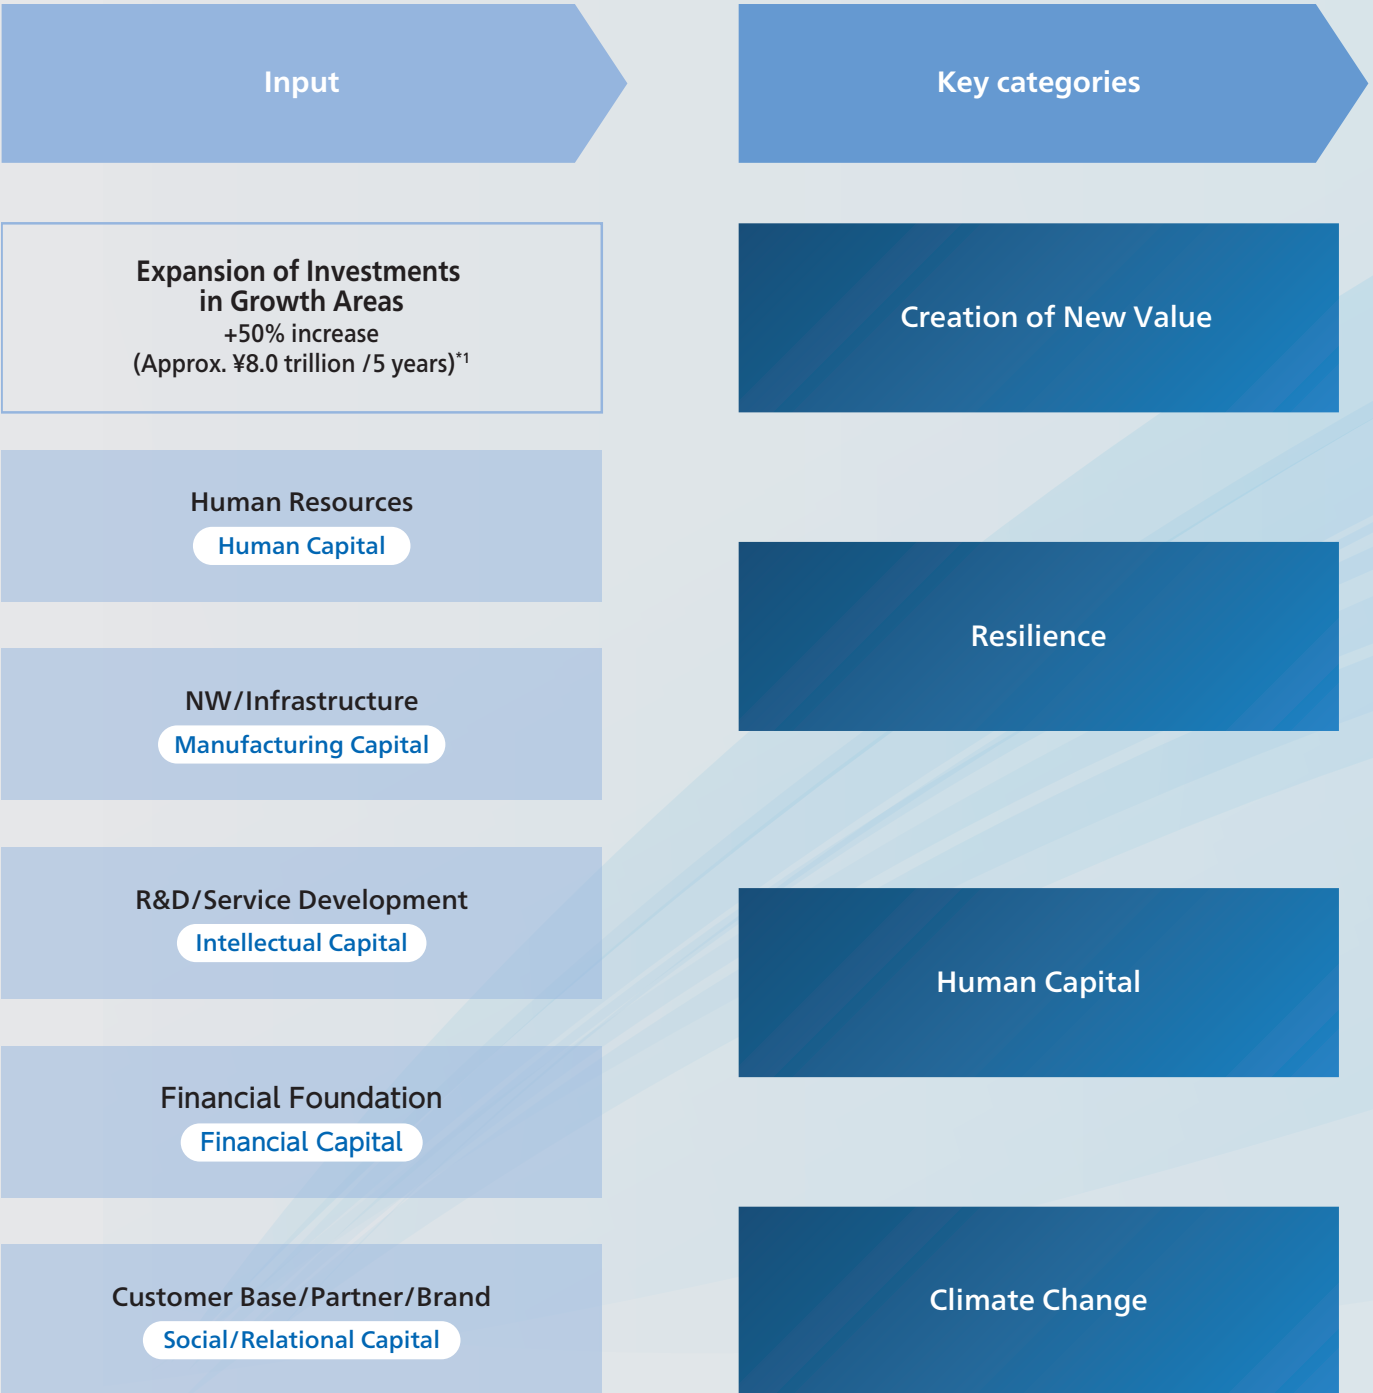 Input
Expansion of Investments
in Growth Areas
+50% increase
(Approx. ¥8.0 trillion /5 years)*1
Human Resources
Human Capital
NW/Infrastructure
Manufacturing Capital
R&D/Service Development
Intellectual Capital
Financial Foundation
Financial Capital
Customer Base/Partner/Brand
Social/Relational Capital
Key categories
Creation of New Value
Resilience
Human Capital
Climate Change